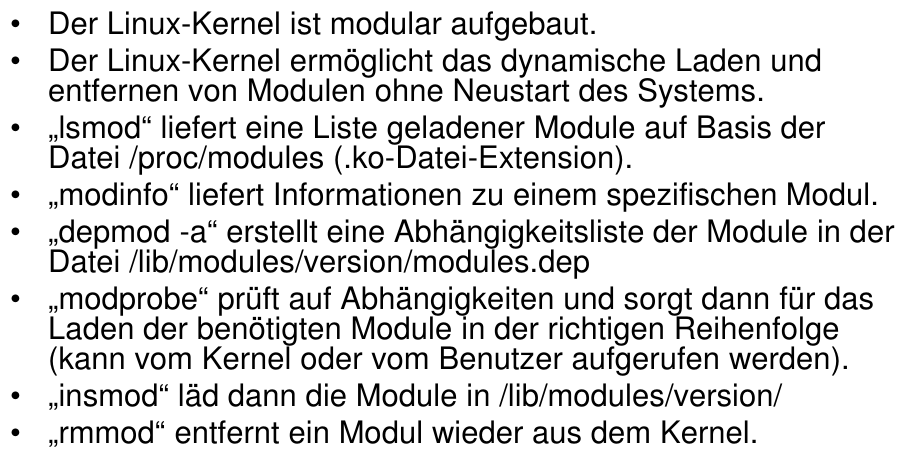 • Der Linux-Kernel ist modular aufgebaut.
• Der Linux-Kernel ermöglicht das dynamische Laden und
entfernen von Modulen ohne Neustart des Systems.
• „lsmod“ liefert eine Liste geladener Module auf Basis der
Datei /proc/modules (.ko-Datei-Extension).
• „modinfo“ liefert Informationen zu einem spezifischen Modul.
• „depmod -a“ erstellt eine Abhängigkeitsliste der Module in der
Datei /lib/modules/version/modules.dep
• „modprobe“ prüft auf Abhängigkeiten und sorgt dann für das
Laden der benötigten Module in der richtigen Reihenfolge
(kann vom Kernel oder vom Benutzer aufgerufen werden).
• „insmod“ läd dann die Module in /lib/modules/version/
• „rmmod“ entfernt ein Modul wieder aus dem Kernel.